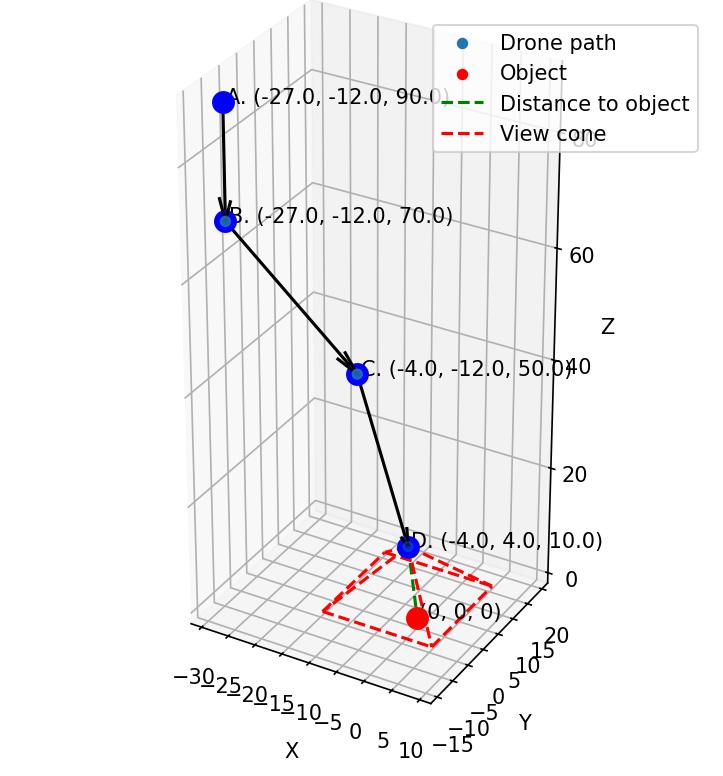 Drone path
Object
Distance to object
View cone
A. (-27.0, -12.0, 90.0)
80
B. (-27.0, -12.0, 70.0)
60
Z
C. (-4.0, -12.0, 50.0)
40
20
D. (-4.0, 4.0, 10.0)
0
(0, 0, 0)
−30
−25
−20
−15
−10
−5
0
5
10
X
−15
−10
−5
0
5
10
15
20
Y